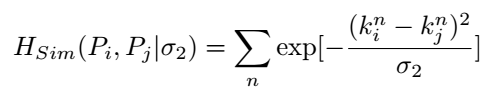 $H_{Sim}(P_i, P_j|\sigma_2) = \sum_n \exp[-\frac{(k_i^n - k_j^n)^2}{\sigma_2}]$